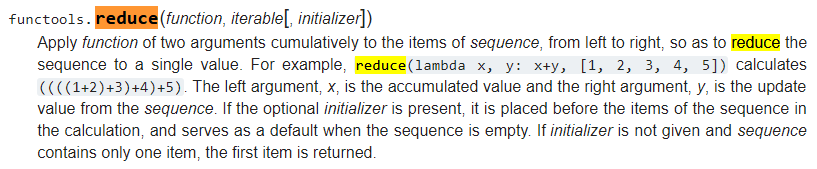 functools.reduce(function, iterable[, initializer])
Apply function of two arguments cumulatively to the items of sequence, from left to right, so as to reduce the
sequence to a single value. For example, reduce(lambda x, y: x+y, [1, 2, 3, 4, 5]) calculates
((((1+2)+3)+4)+5). The left argument, x, is the accumulated value and the right argument, y, is the update
value from the sequence. If the optional initializer is present, it is placed before the items of the sequence in
the calculation, and serves as a default when the sequence is empty. If initializer is not given and sequence
contains only one item, the first item is returned.